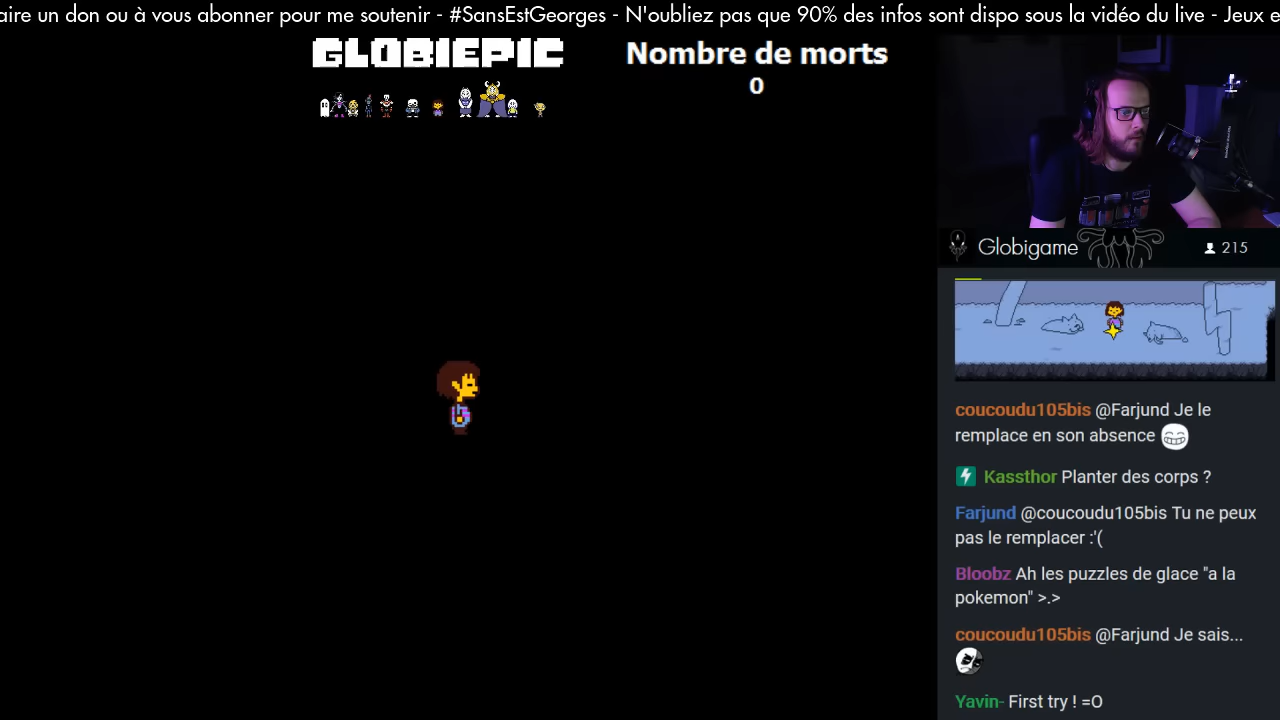 aire un don ou à vous abonner pour me soutenir - #SansEstGeorges - N'oubliez pas que 90% des infos sont dispo sous la vidéo du live - Jeux e
GLOBIEPIC
Nombre de morts
0
Globigame
215
coucoudu105bis @Farjund Je le
remplace en son absence
Kassthor Planter des corps ?
Farjund @coucoudu105bis Tu ne peux
pas le remplacer :'(
Bloobz Ah les puzzles de glace "a la
pokemon" >.>
coucoudu105bis @Farjund Je sais...
Yavin- First try ! =O